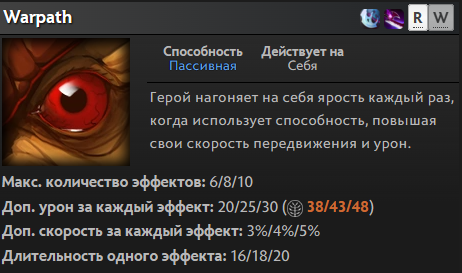 Warpath
R W
Способность Действует на
Пассивная Себя
Герой нагоняет на себя ярость каждый раз,
когда использует способность, повышая
свои скорость передвижения и урон.
Макс. количество эффектов: 6/8/10
Доп. урон за каждый эффект: 20/25/30 (38/43/48)
Доп. скорость за каждый эффект: 3%/4%/5%
Длительность одного эффекта: 16/18/20